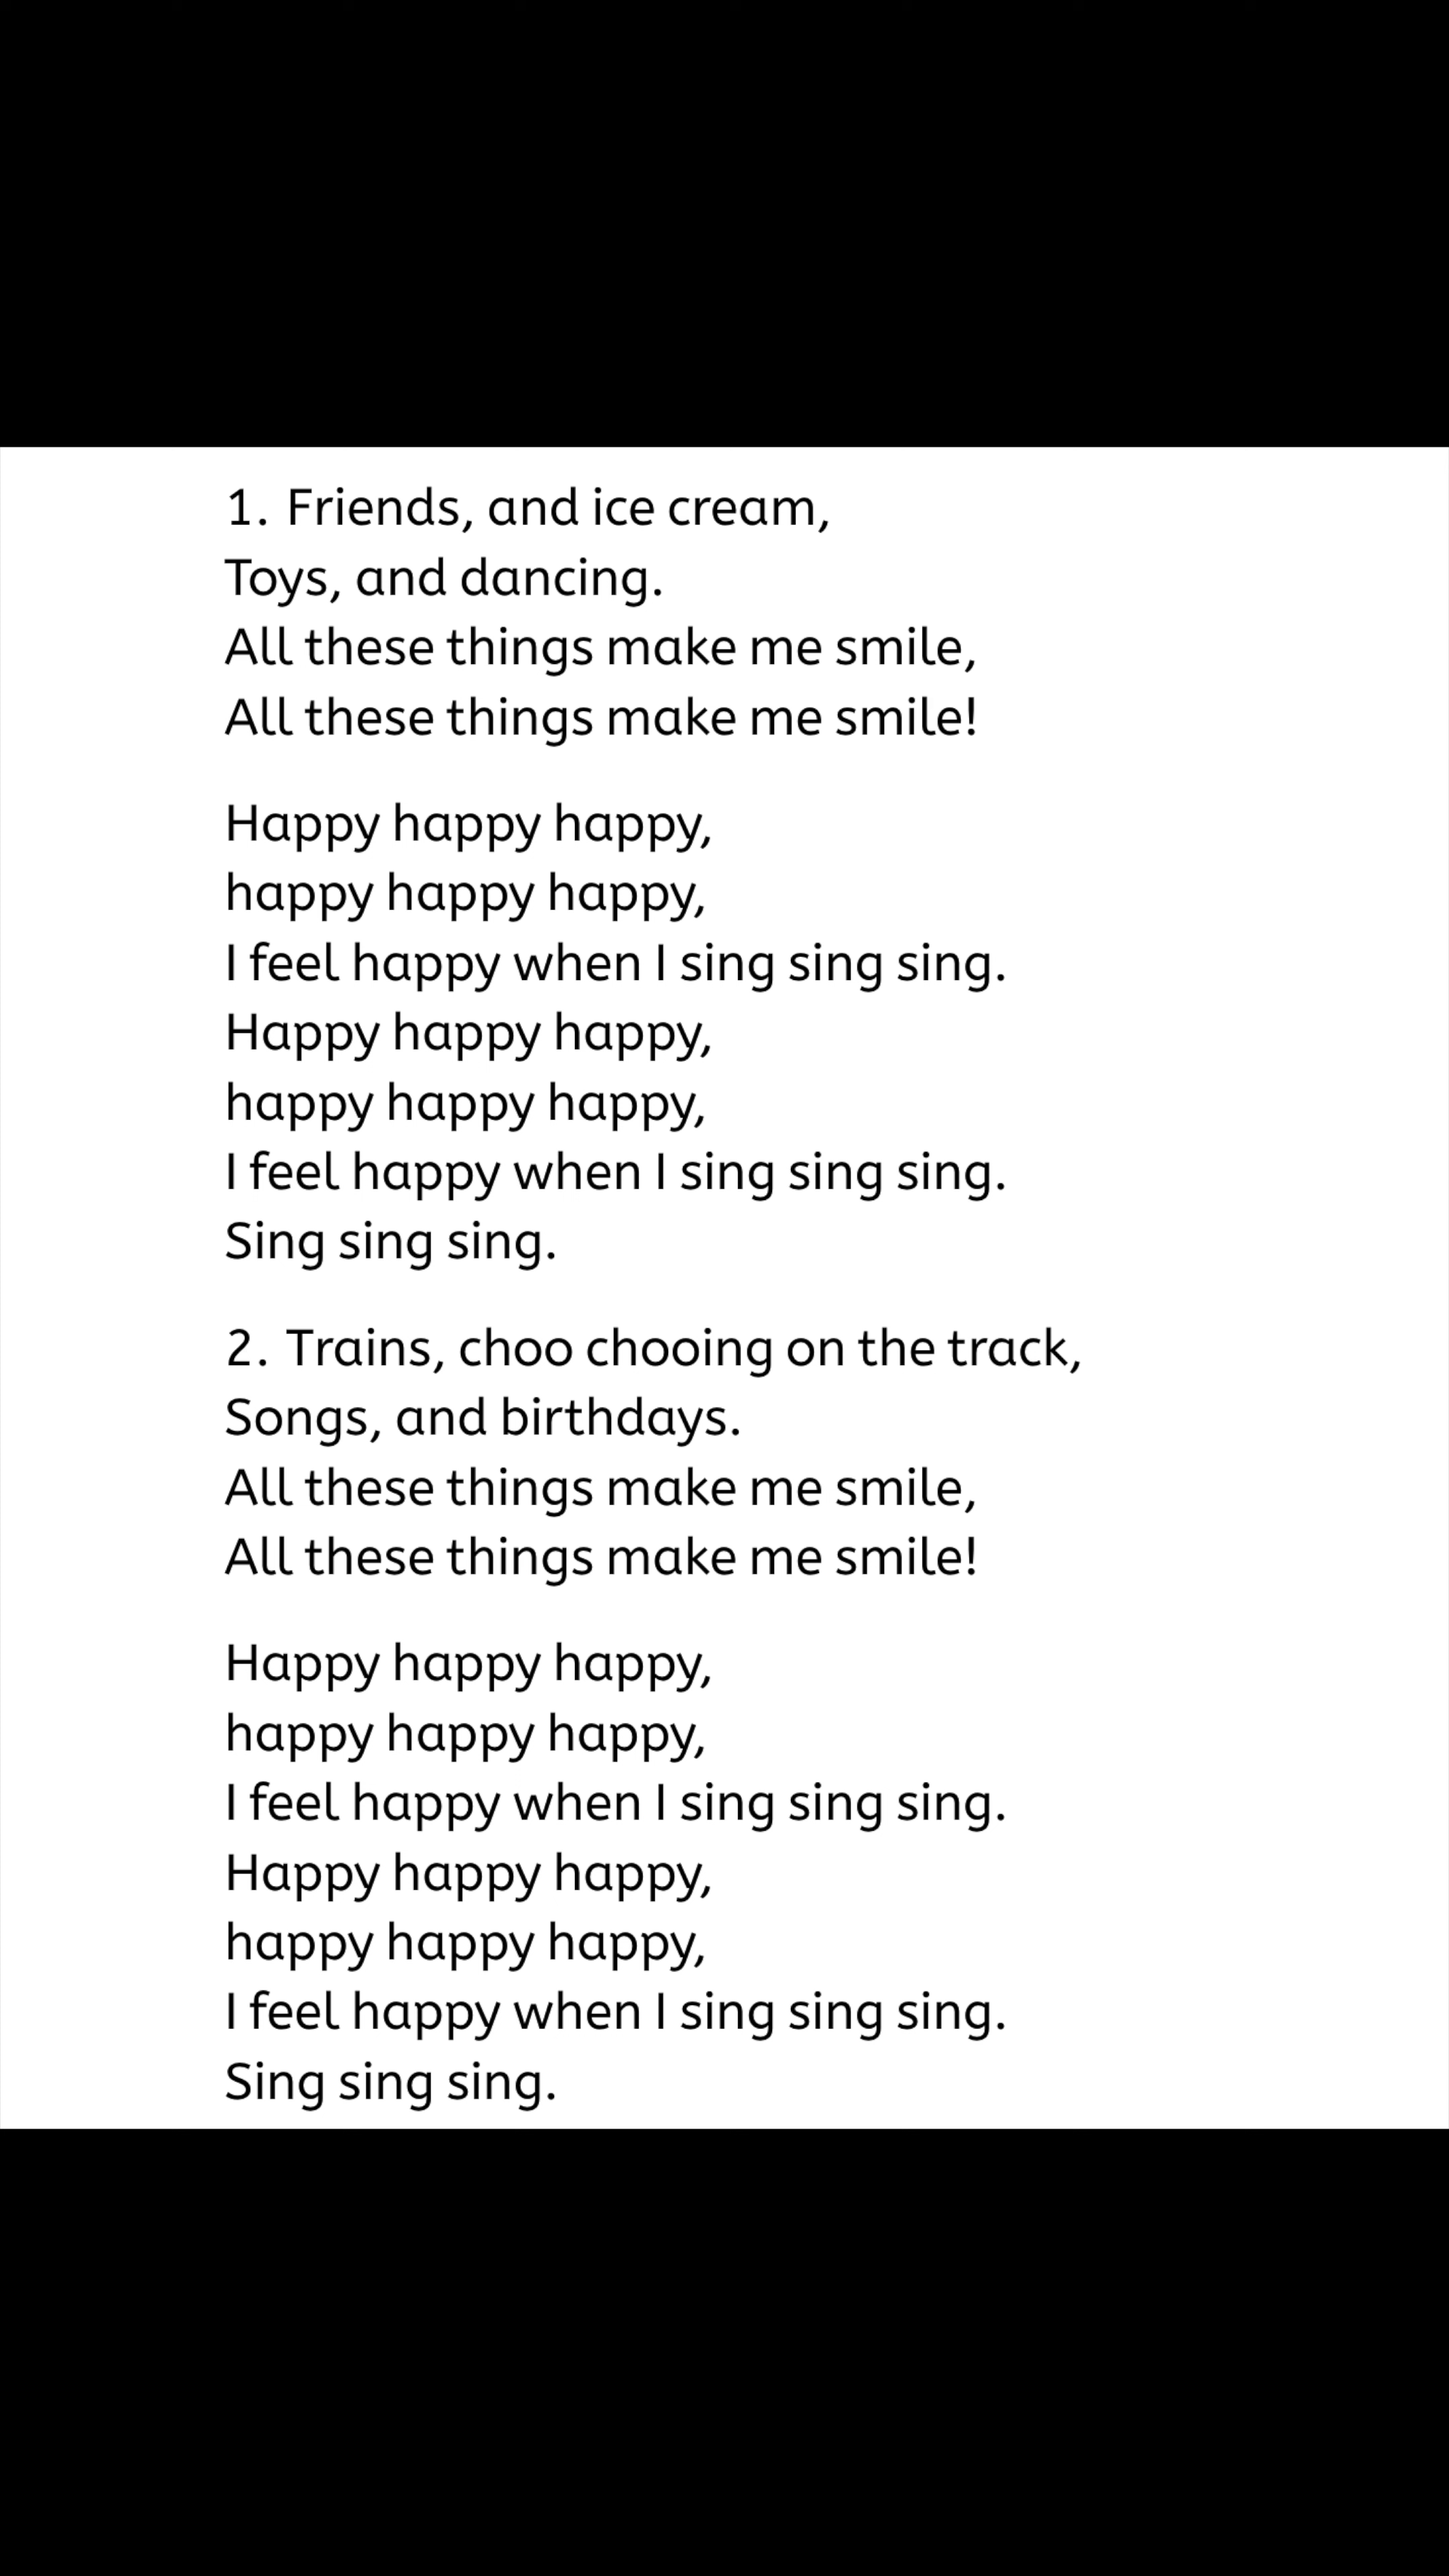 1. Friends, and ice cream,
Toys, and dancing.
All these things make me smile,
All these things make me smile!
Happy happy happy,
happy happy happy,
I feel happy when I sing sing sing.
Happy happy happy,
happy happy happy,
I feel happy when I sing sing sing.
Sing sing sing.
2. Trains, choo chooing on the track,
Songs, and birthdays.
All these things make me smile,
All these things make me smile!
Happy happy happy,
happy happy happy,
I feel happy when I sing sing sing.
Happy happy happy,
happy happy happy,
I feel happy when I sing sing sing.
Sing sing sing.